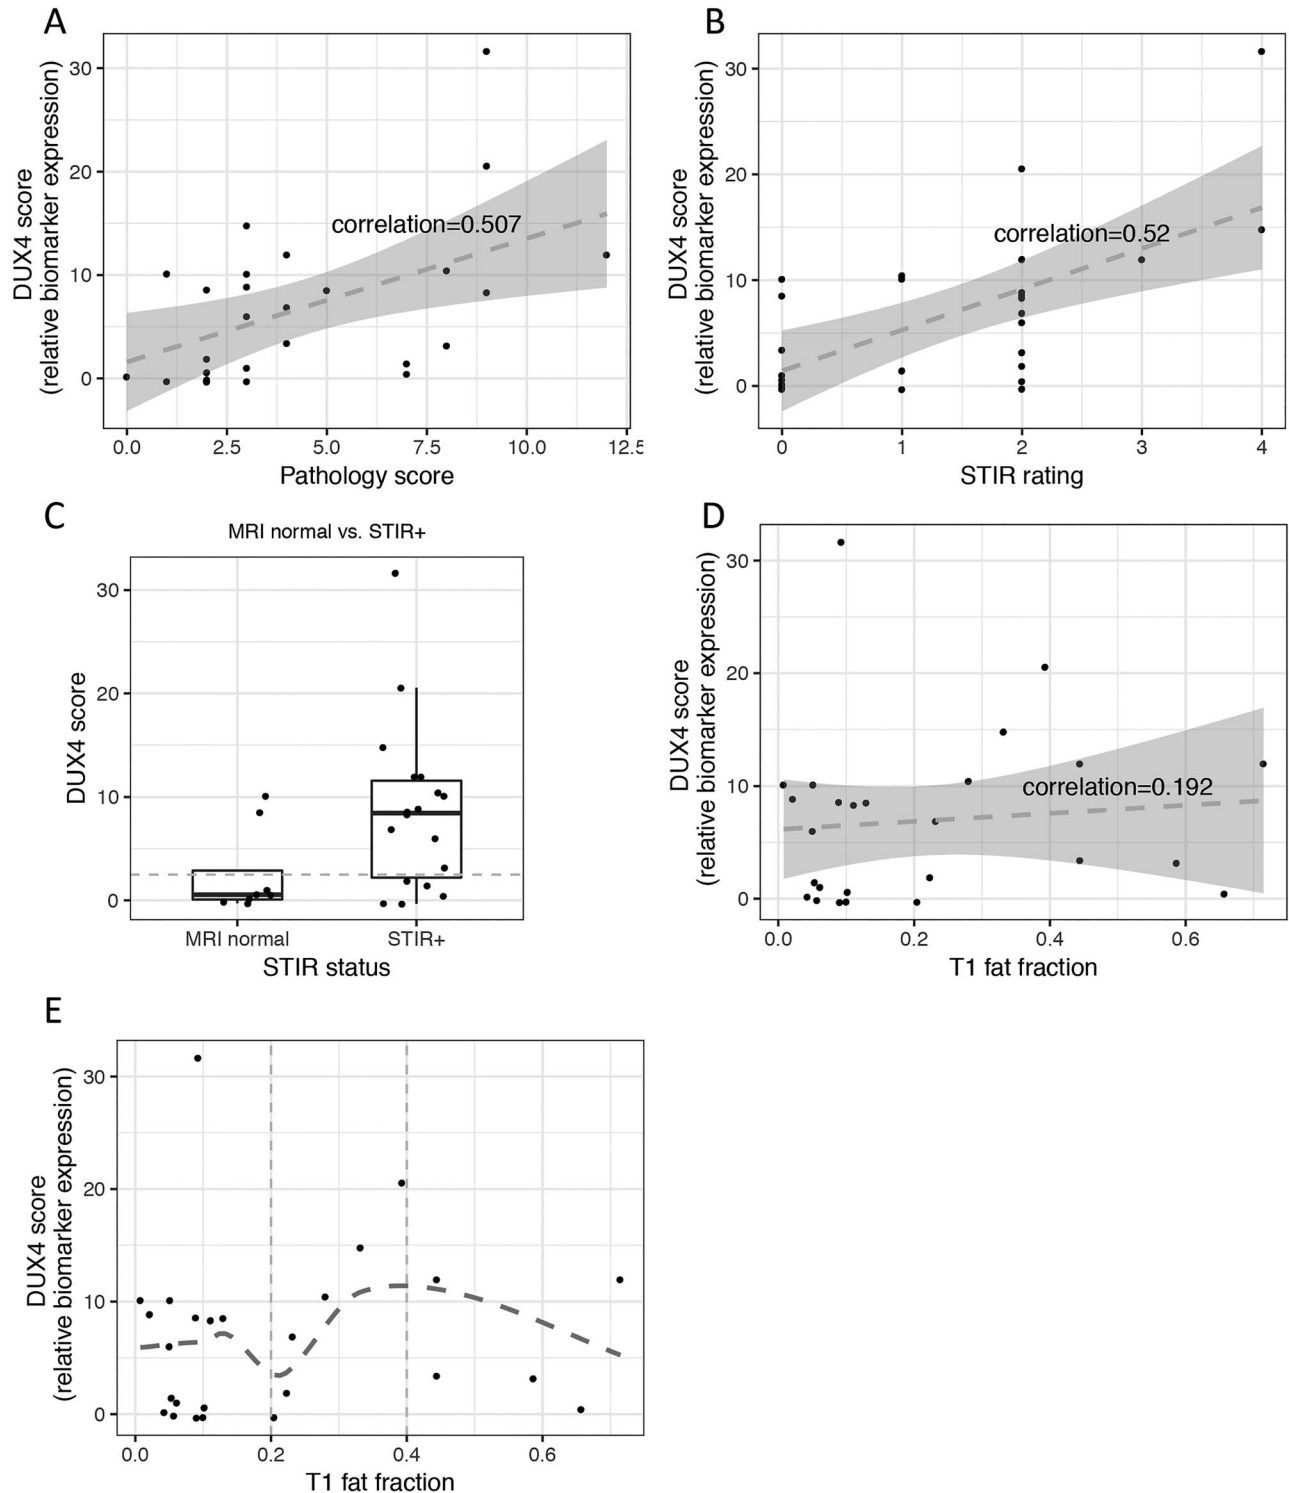 A
DUX4 score
(relative biomarker expression)
30
20
10
0
correlation=0.507
0.0 2.5 5.0 7.5 10.0 12.5
Pathology score
B
DUX4 score
(relative biomarker expression)
30
20
10
0
correlation=0.52
0 1 2 3 4
STIR rating
C
MRI normal vs. STIR+
DUX4 score
30
20
10
0
MRI normal STIR+
STIR status
D
DUX4 score
(relative biomarker expression)
30
20
10
0
correlation=0.192
0.0 0.2 0.4 0.6
T1 fat fraction
E
DUX4 score
(relative biomarker expression)
30
20
10
0
0.0 0.2 0.4 0.6
T1 fat fraction